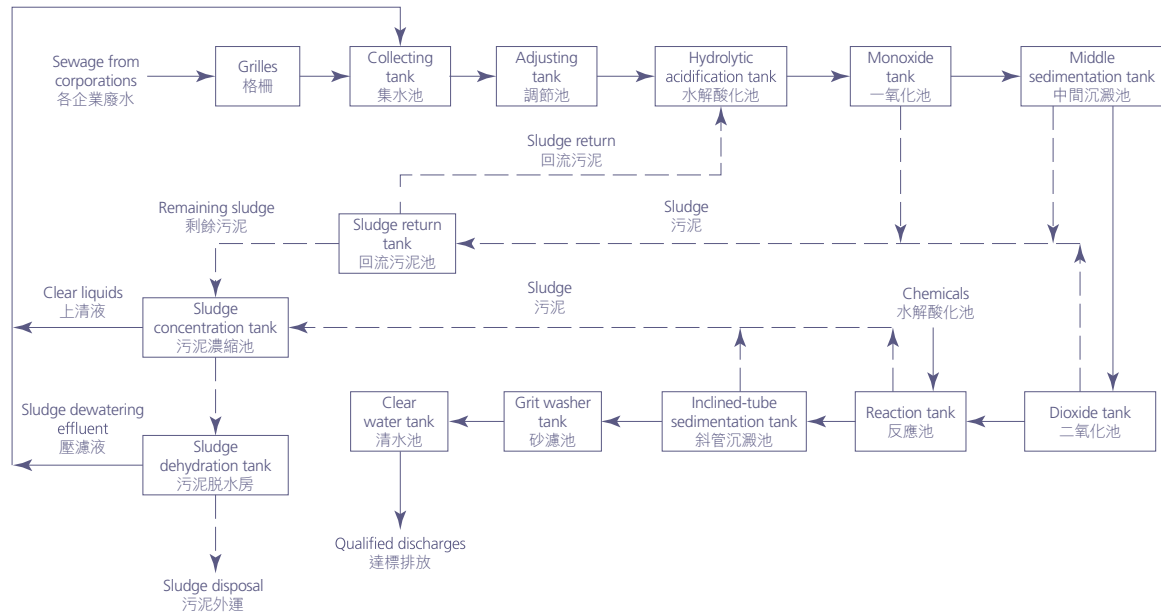 Sewage from
corporations
各企業廢水
Grilles
格柵
Collecting
tank
集水池
Adjusting
tank
調節池
Hydrolytic
acidification tank
水解酸化池
Monoxide
tank
一氧化池
Middle
sedimentation tank
中間沉澱池
Sludge return
回流污泥
Remaining sludge
剩餘污泥
Sludge return
tank
回流污泥池
Sludge
污泥
Clear liquids
上清液
Sludge
concentration tank
污泥濃縮池
Sludge
污泥
Chemicals
水解酸化池
Sludge dewatering
effluent
壓濾液
Sludge
dehydration tank
污泥脱水房
Clear
water tank
清水池
Grit washer
tank
砂濾池
Inclined-tube
sedimentation tank
斜管沉澱池
Reaction tank
反應池
Dioxide tank
二氧化池
Qualified discharges
達標排放
Sludge disposal
污泥外運